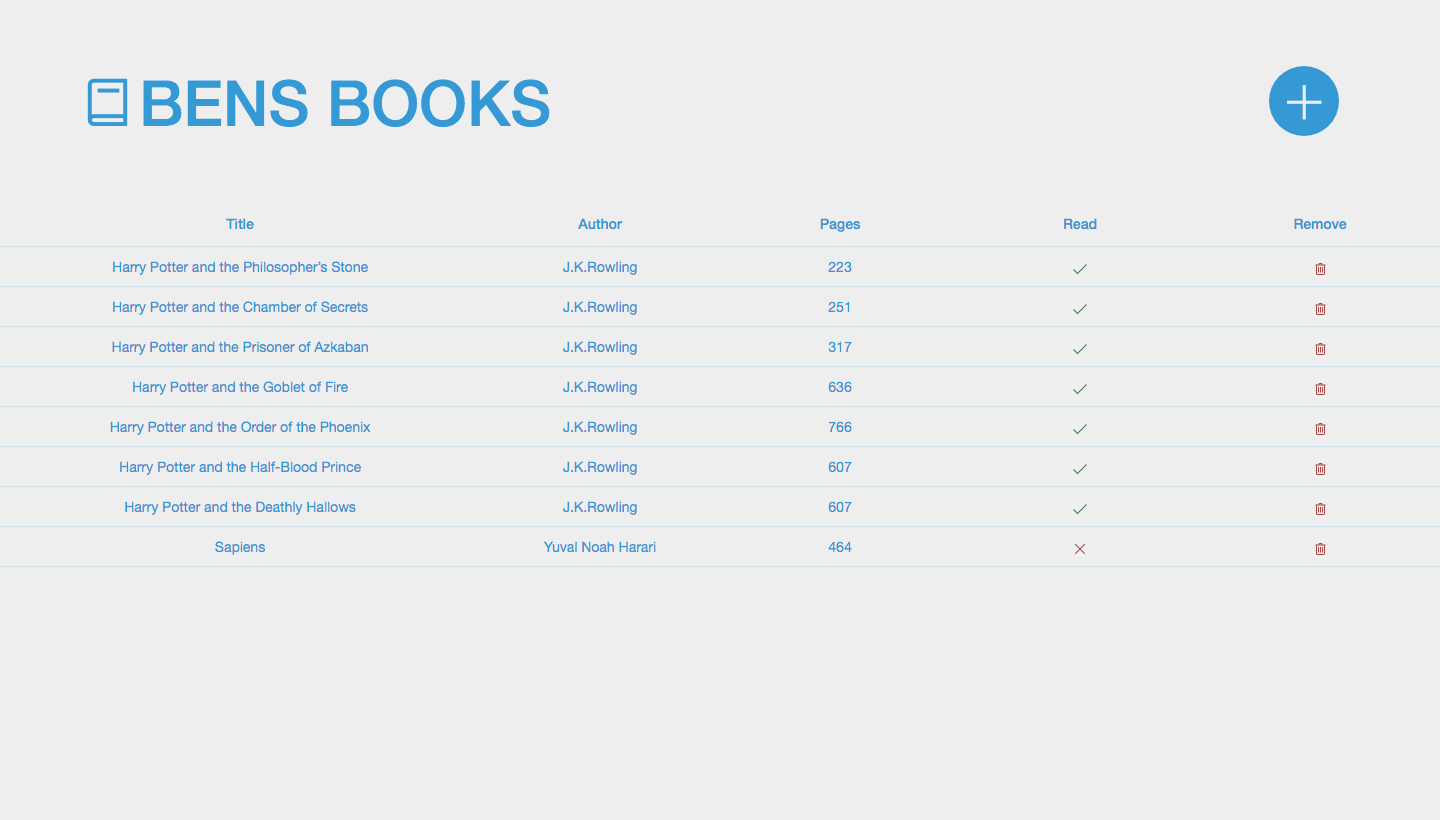 BENS BOOKS
Title Author Pages Read Remove
Harry Potter and the Philosopher's Stone J.K.Rowling 223
Harry Potter and the Chamber of Secrets J.K.Rowling 251
Harry Potter and the Prisoner of Azkaban J.K.Rowling 317
Harry Potter and the Goblet of Fire J.K.Rowling 636
Harry Potter and the Order of the Phoenix J.K.Rowling 766
Harry Potter and the Half-Blood Prince J.K.Rowling 607
Harry Potter and the Deathly Hallows J.K.Rowling 607
Sapiens Yuval Noah Harari 464